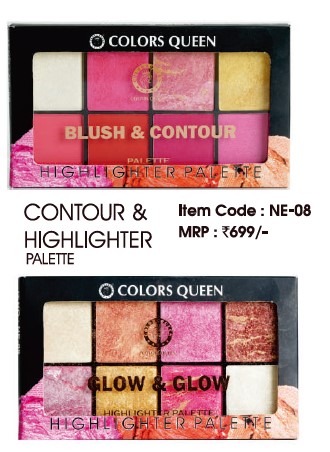 COLORS QUEEN
BLUSH & CONTOUR
PALETTE
HIGHLIGHTER PALETTE
CONTOUR &
HIGHLIGHTER
PALETTE
Item Code : NE-08
MRP : ₹699/-
COLORS QUEEN
GLOW & GLOW
HIGHLIGHTER PALETTE
HIGHLIGHTER PALETTE